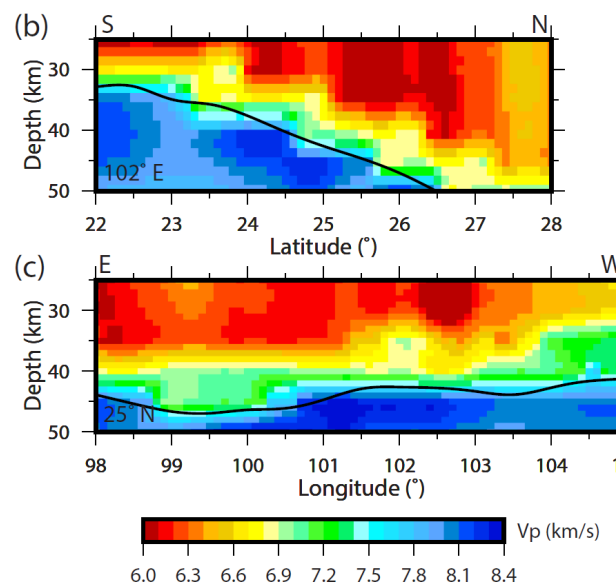 (b)
S N
30
40
50
Depth (km)
102° E
22 23 24 25 26 27 28
Latitude (°)
(c)
E W
30
40
50
Depth (km)
25° N
98 99 100 101 102 103 104
Longitude (°)
Vp (km/s)
6.0 6.3 6.6 6.9 7.2 7.5 7.8 8.1 8.4